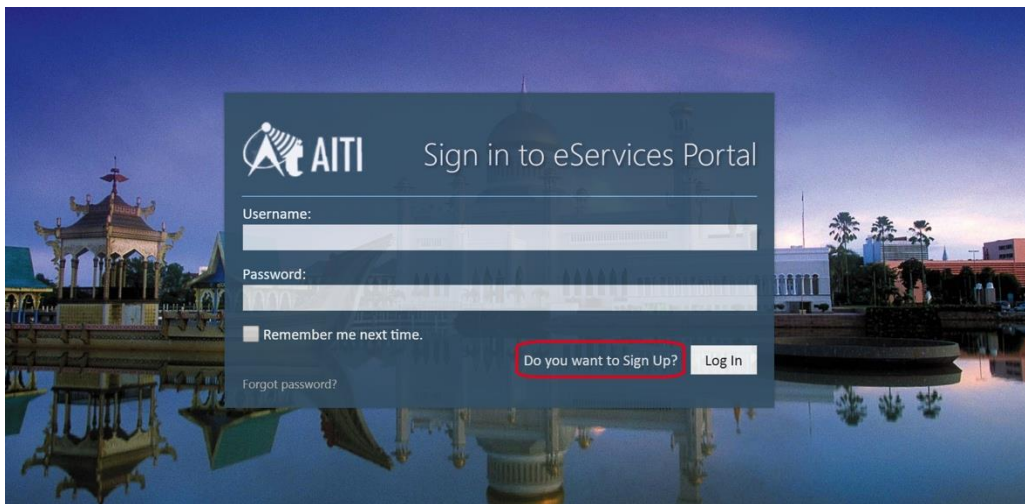 AITI
Sign in to eServices Portal
Username:
Password:
Remember me next time.
Do you want to Sign Up?
Log In
Forgot password?